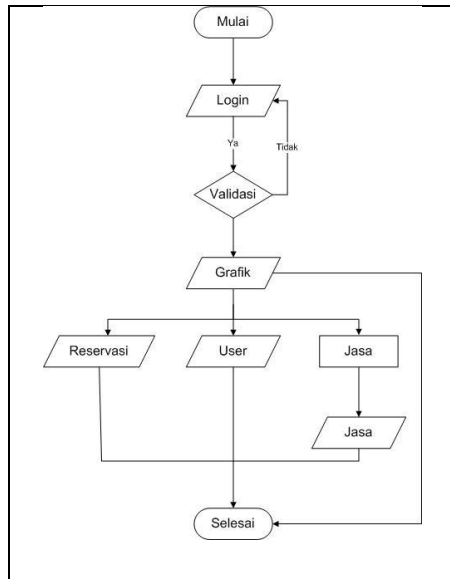 Mulai
Login
Ya
Tidak
Validasi
Grafik
Reservasi
User
Jasa
Jasa
Selesai